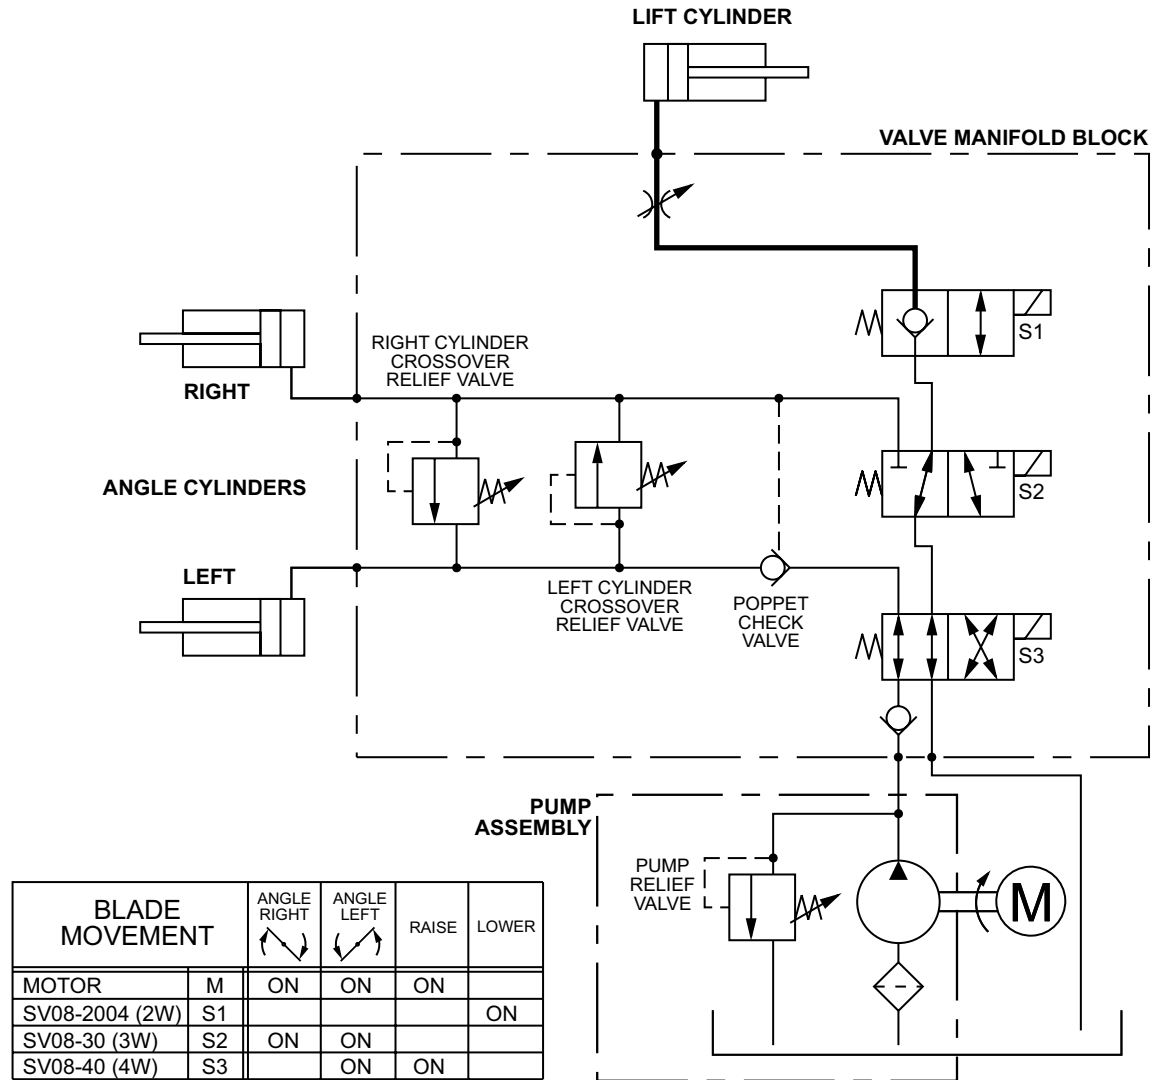 LIFT CYLINDER
VALVE MANIFOLD BLOCK
S1
RIGHT CYLINDER
CROSSOVER
RELIEF VALVE
RIGHT
ANGLE CYLINDERS
S2
LEFT
LEFT CYLINDER
CROSSOVER
RELIEF VALVE
POPPET
CHECK
VALVE
S3
PUMP
ASSEMBLY
PUMP
RELIEF
VALVE
M
BLADE
MOVEMENT
ANGLE
RIGHT
ANGLE
LEFT
RAISE
LOWER
MOTOR M ON ON ON
SV08-2004 (2W) S1 ON
SV08-30 (3W) S2 ON ON
SV08-40 (4W) S3 ON ON